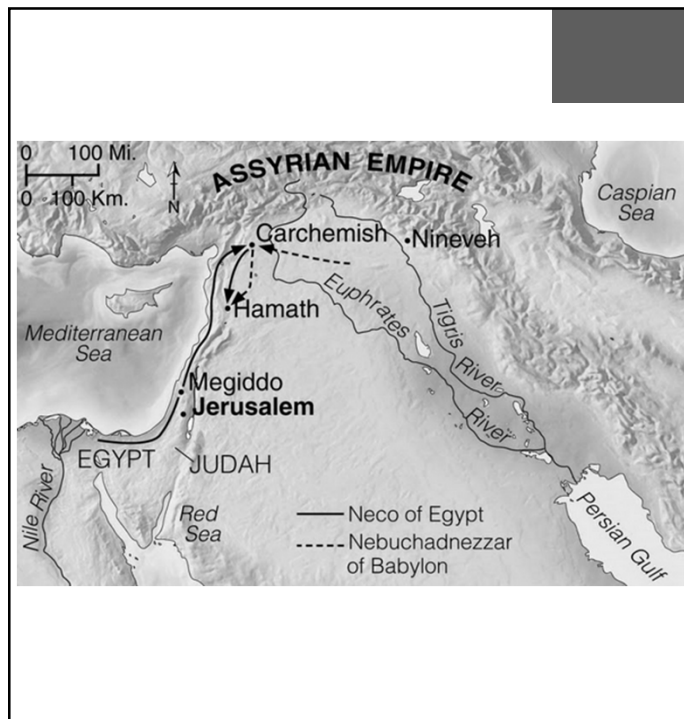 0 100 Mi.
0 100 Km.
N
ASSYRIAN EMPIRE
Caspian
Sea
Carchemish
Nineveh
Hamath
Euphrates
River
Tigris
River
Mediterranean
Sea
Megiddo
Jerusalem
EGYPT
JUDAH
Nile River
Red
Sea
Persian Gulf
Neco of Egypt
Nebuchadnezzar
of Babylon